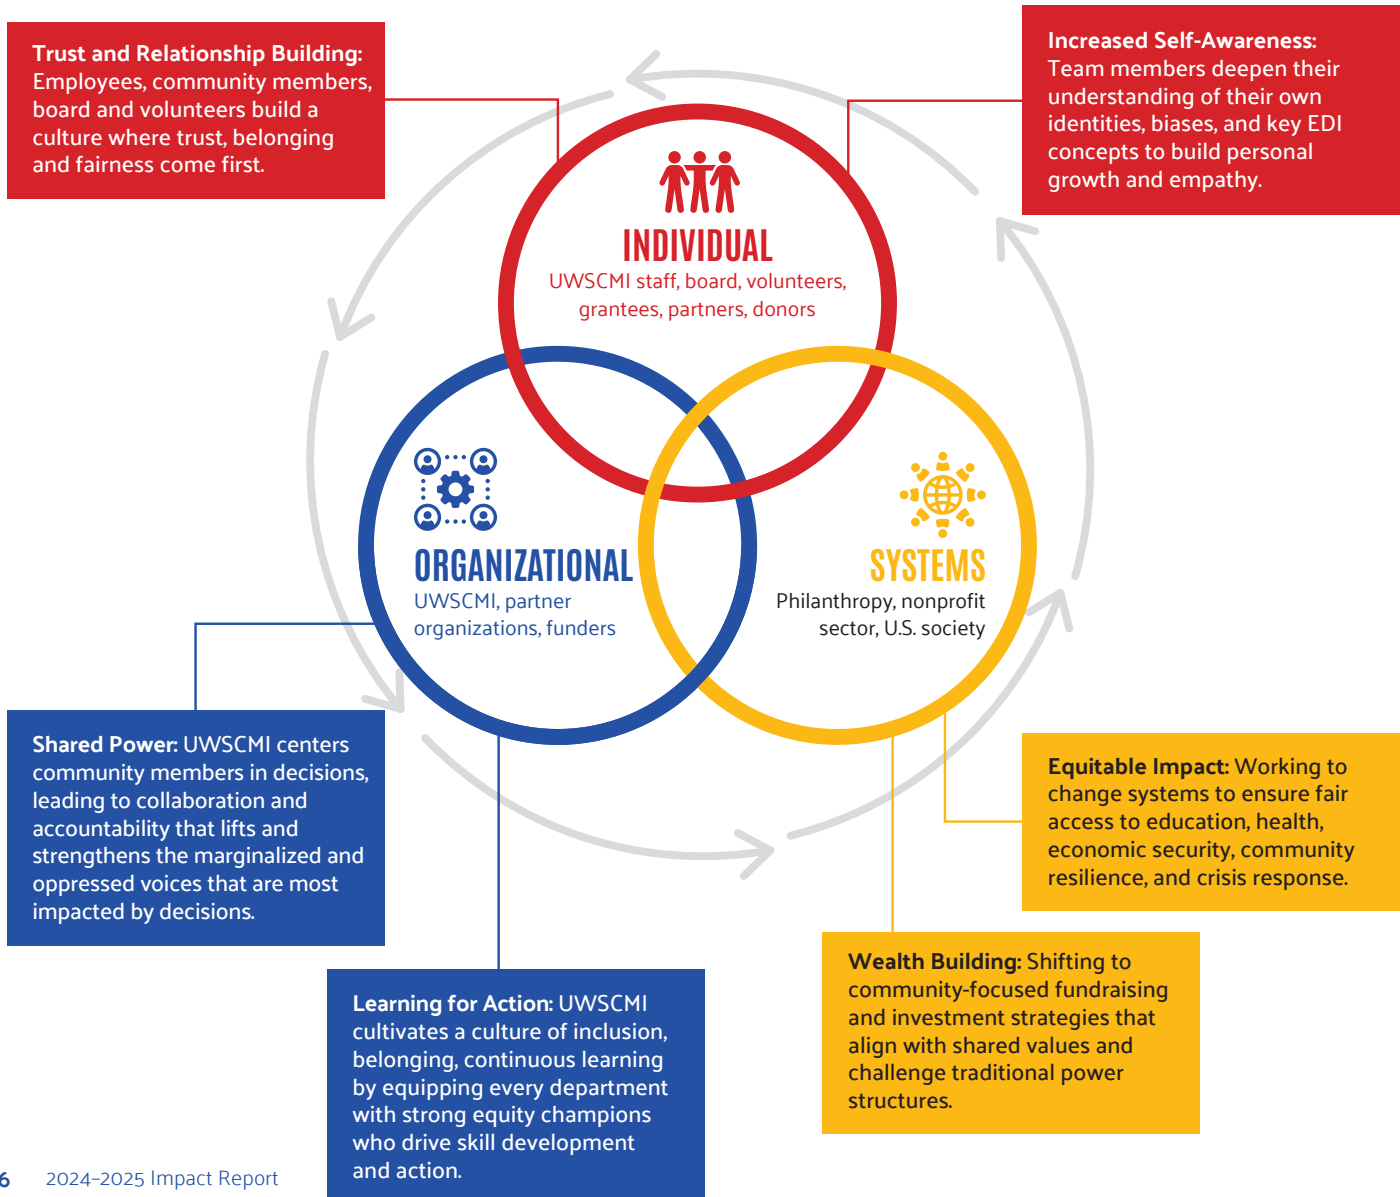 Trust and Relationship Building:
Employees, community members,
board and volunteers build a
culture where trust, belonging
and fairness come first.
Increased Self-Awareness:
Team members deepen their
understanding of their own
identities, biases, and key EDI
concepts to build personal
growth and empathy.
INDIVIDUAL
UWSCMI staff, board, volunteers,
grantees, partners, donors
ORGANIZATIONAL
UWSCMI, partner
organizations, funders
SYSTEMS
Philanthropy, nonprofit
sector, U.S. society
Shared Power: UWSCMI centers
community members in decisions,
leading to collaboration and
accountability that lifts and
strengthens the marginalized and
oppressed voices that are most
impacted by decisions.
Learning for Action: UWSCMI
cultivates a culture of inclusion,
belonging, continuous learning
by equipping every department
with strong equity champions
who drive skill development
and action.
Equitable Impact: Working to
change systems to ensure fair
access to education, health,
economic security, community
resilience, and crisis response.
Wealth Building: Shifting to
community-focused fundraising
and investment strategies that
align with shared values and
challenge traditional power
structures.
6 2024–2025 Impact Report